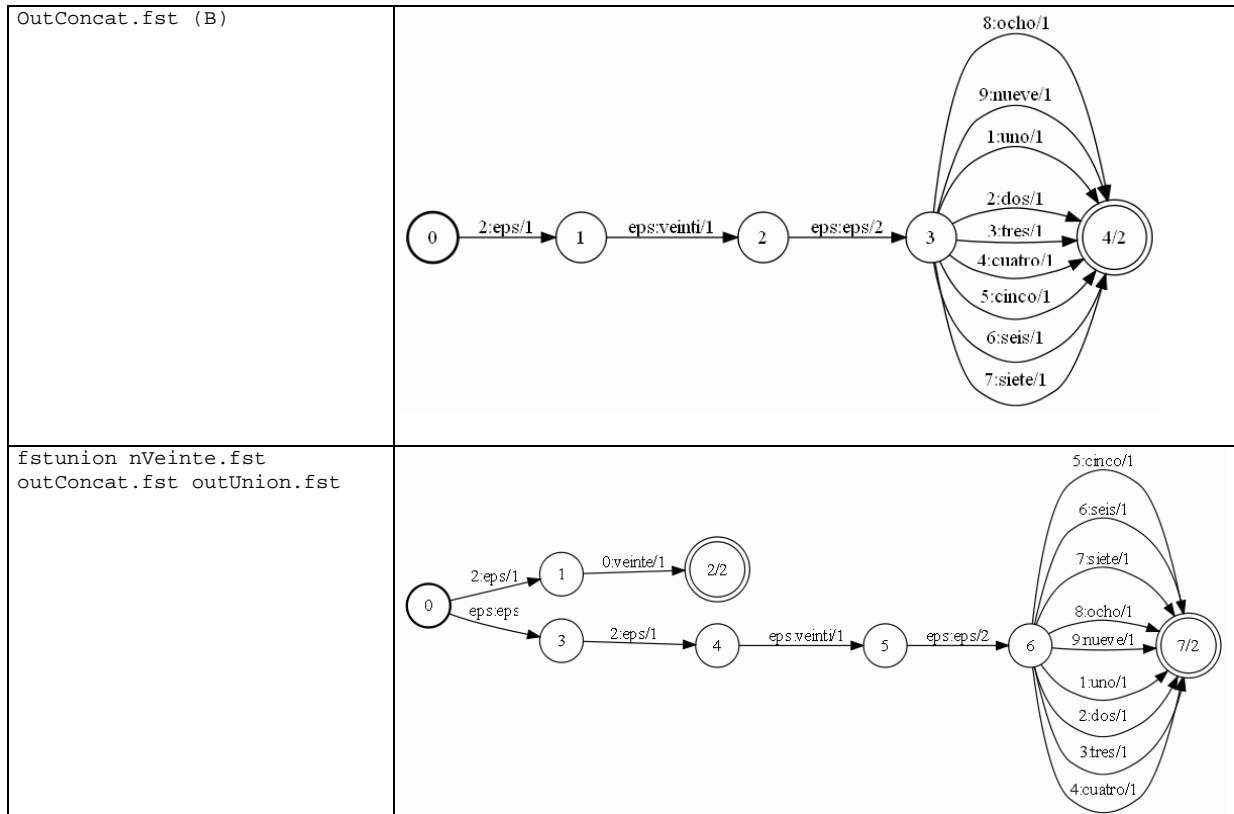 OutConcat.fst (B)
8:ocho/1
9:nueve/1
1:uno/1
2:dos/1
0
2:eps/1
1
eps:veinti/1
2
eps:eps/2
3
3:tres/1
4/2
4:cuatro/1
5:cinco/1
6:seis/1
7:siete/1
fstunion nVeinte.fst
outConcat.fst outUnion.fst
5:cinco/1
6:seis/1
7:siete/1
0
2:eps/1
1
0:veinte/1
2/2
eps:eps
3
2:eps/1
4
eps:veinti/1
5
eps:eps/2
6
8:ocho/1
9:nueve/1
7/2
1:uno/1
2:dos/1
3:tres/1
4:cuatro/1